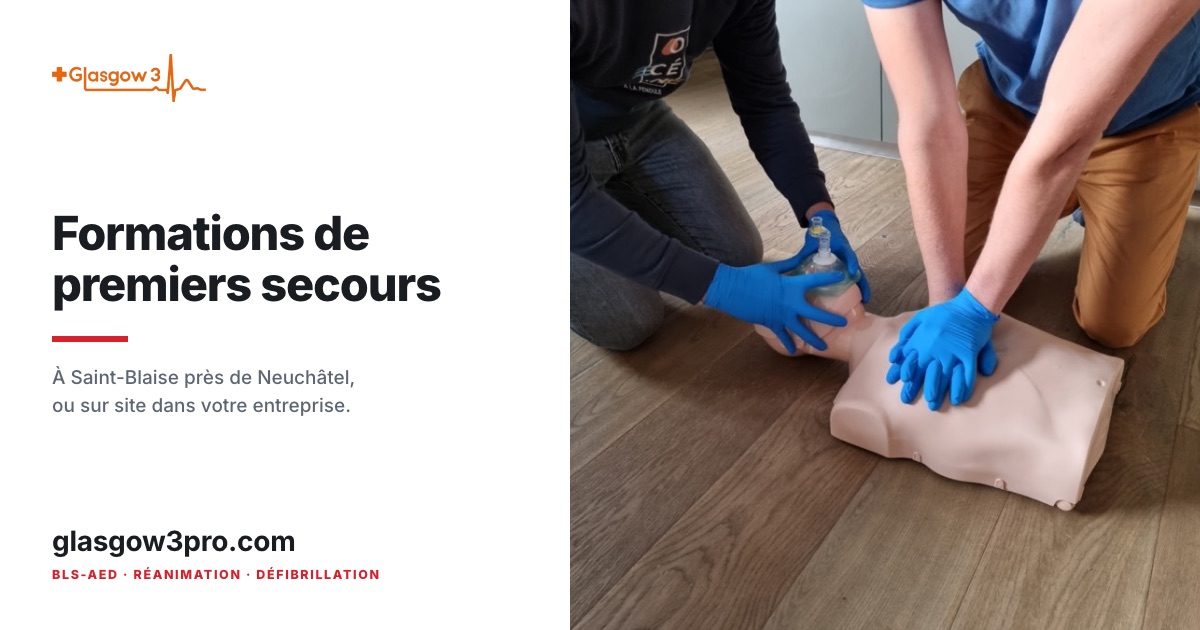 Glasgow 3
Formations de
premiers secours
À Saint-Blaise près de Neuchâtel,
ou sur site dans votre entreprise.
glasgow3pro.com
BLS-AED · RÉANIMATION · DÉFIBRILLATION